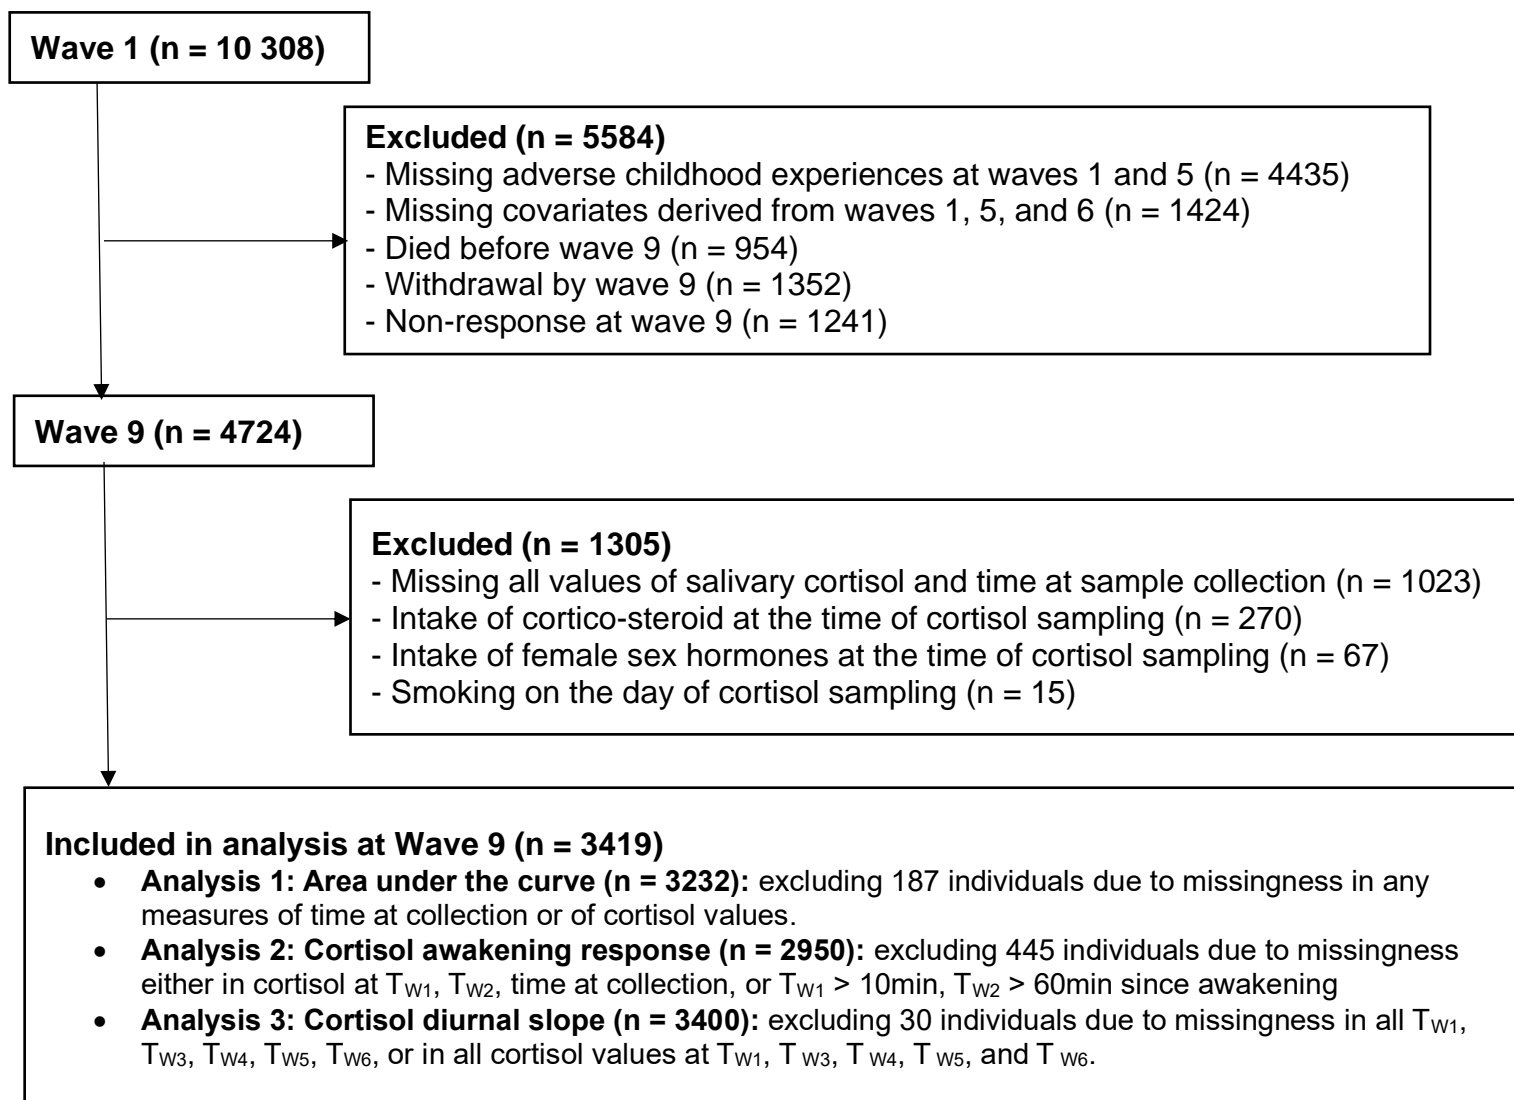 Wave 1 (n = 10 308)
Excluded (n = 5584)
- Missing adverse childhood experiences at waves 1 and 5 (n = 4435)
- Missing covariates derived from waves 1, 5, and 6 (n = 1424)
- Died before wave 9 (n = 954)
- Withdrawal by wave 9 (n = 1352)
- Non-response at wave 9 (n = 1241)
Wave 9 (n = 4724)
Excluded (n = 1305)
- Missing all values of salivary cortisol and time at sample collection (n = 1023)
- Intake of cortico-steroid at the time of cortisol sampling (n = 270)
- Intake of female sex hormones at the time of cortisol sampling (n = 67)
- Smoking on the day of cortisol sampling (n = 15)
Included in analysis at Wave 9 (n = 3419)
• Analysis 1: Area under the curve (n = 3232): excluding 187 individuals due to missingness in any
measures of time at collection or of cortisol values.
• Analysis 2: Cortisol awakening response (n = 2950): excluding 445 individuals due to missingness
either in cortisol at TW1, TW2, time at collection, or TW1 > 10min, TW2 > 60min since awakening
• Analysis 3: Cortisol diurnal slope (n = 3400): excluding 30 individuals due to missingness in all TW1,
TW3, TW4, TW5, TW6, or in all cortisol values at TW1, T W3, T W4, T W5, and T W6.